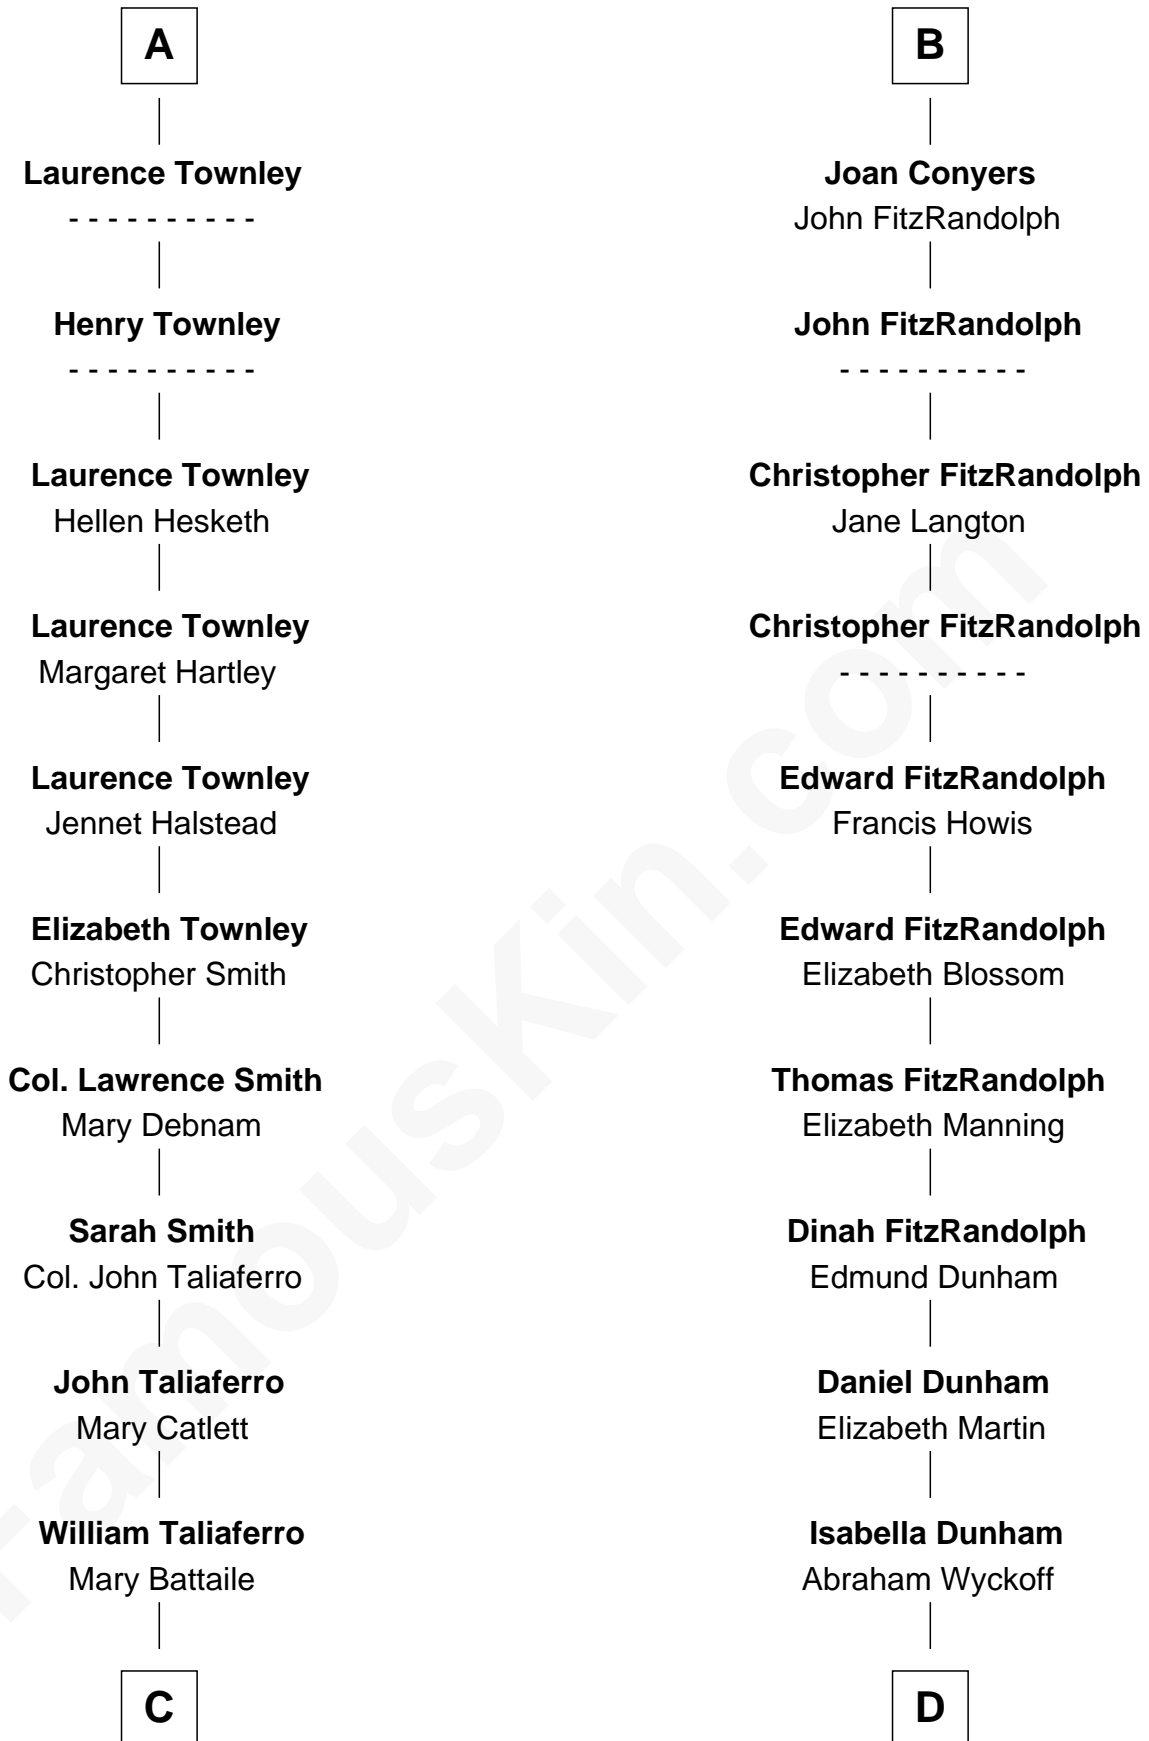 A
Laurence Townley
- - - - - - - - - -
Henry Townley
- - - - - - - - - -
Laurence Townley
Hellen Hesketh
Laurence Townley
Margaret Hartley
Laurence Townley
Jennet Halstead
Elizabeth Townley
Christopher Smith
Col. Lawrence Smith
Mary Debnam
Sarah Smith
Col. John Taliaferro
John Taliaferro
Mary Catlett
William Taliaferro
Mary Battaile
C
B
Joan Conyers
John FitzRandolph
John FitzRandolph
- - - - - - - - - -
Christopher FitzRandolph
Jane Langton
Christopher FitzRandolph
- - - - - - - - - -
Edward FitzRandolph
Francis Howis
Edward FitzRandolph
Elizabeth Blossom
Thomas FitzRandolph
Elizabeth Manning
Dinah FitzRandolph
Edmund Dunham
Daniel Dunham
Elizabeth Martin
Isabella Dunham
Abraham Wyckoff
D
FamousKin.com